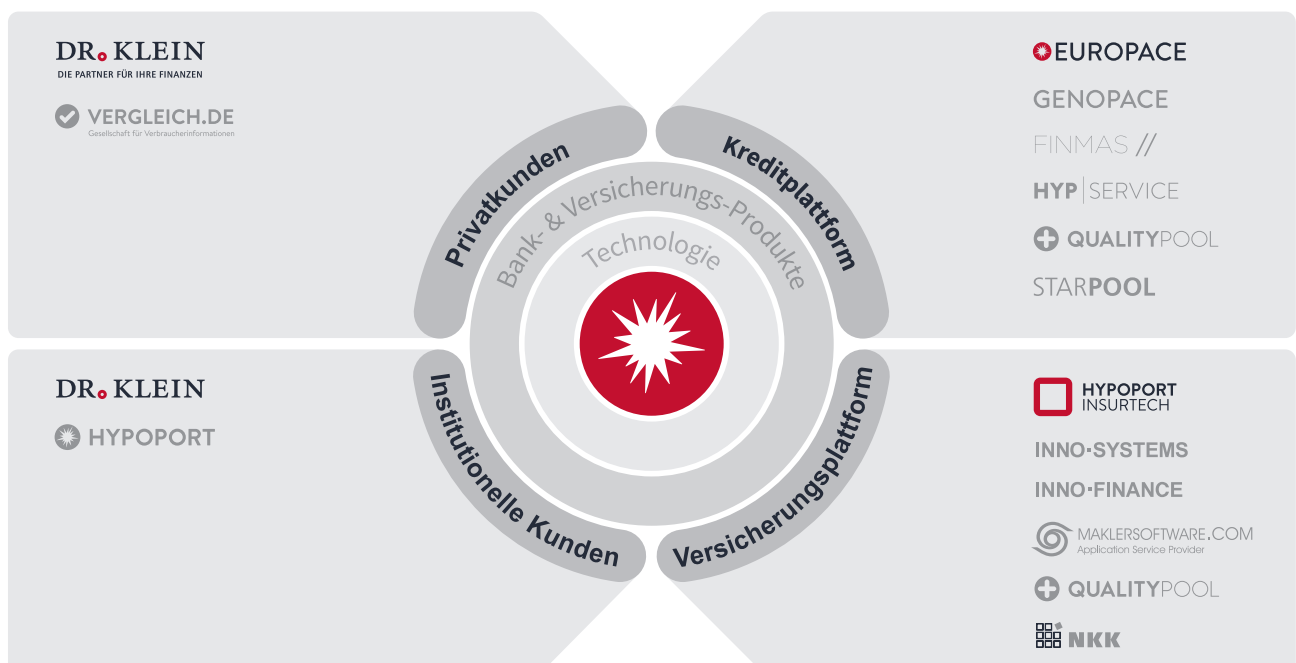 DR. KLEIN
DIE PARTNER FÜR IHRE FINANZEN
VERGLEICH.DE
Gesellschaft für Verbraucherinformationen
EUROPACE
GENOPACE
FINMAS //
HYP|SERVICE
QUALITYPOOL
STARPOOL
Privatkunden
Kreditplattform
Bank- & Versicherungs-Produkte
Technologie
Institutionelle Kunden
Versicherungsplattform
DR. KLEIN
HYPOPORT
HYPOPORT
INSURTECH
INNO·SYSTEMS
INNO·FINANCE
MAKLERSOFTWARE.COM
Application Service Provider
QUALITYPOOL
NKK